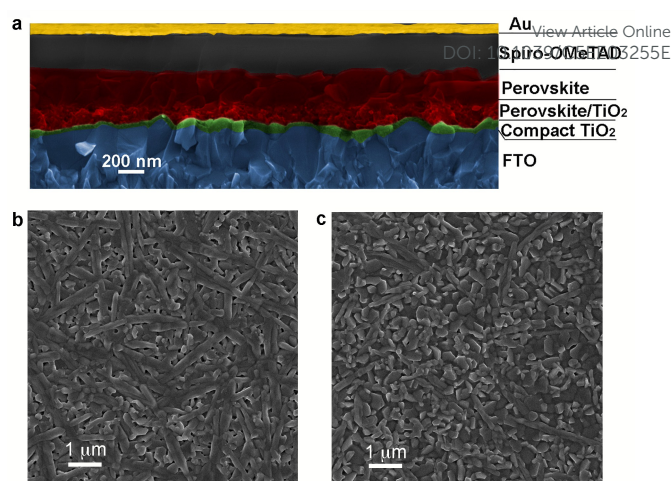 a
Au
View Article Online
Spiro-OMeTAD
Perovskite
Perovskite/TiO2
Compact TiO2
FTO
200 nm
b
c
1 μm
1 μm